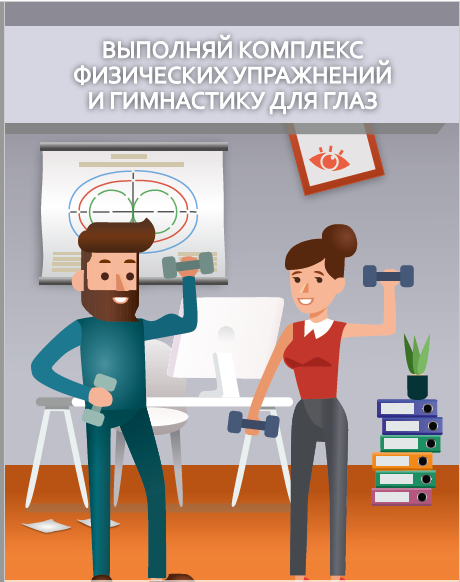 ВЫПОЛНЯЙ КОМПЛЕКС
ФИЗИЧЕСКИХ УПРАЖНЕНИЙ
И ГИМНАСТИКУ ДЛЯ ГЛАЗ